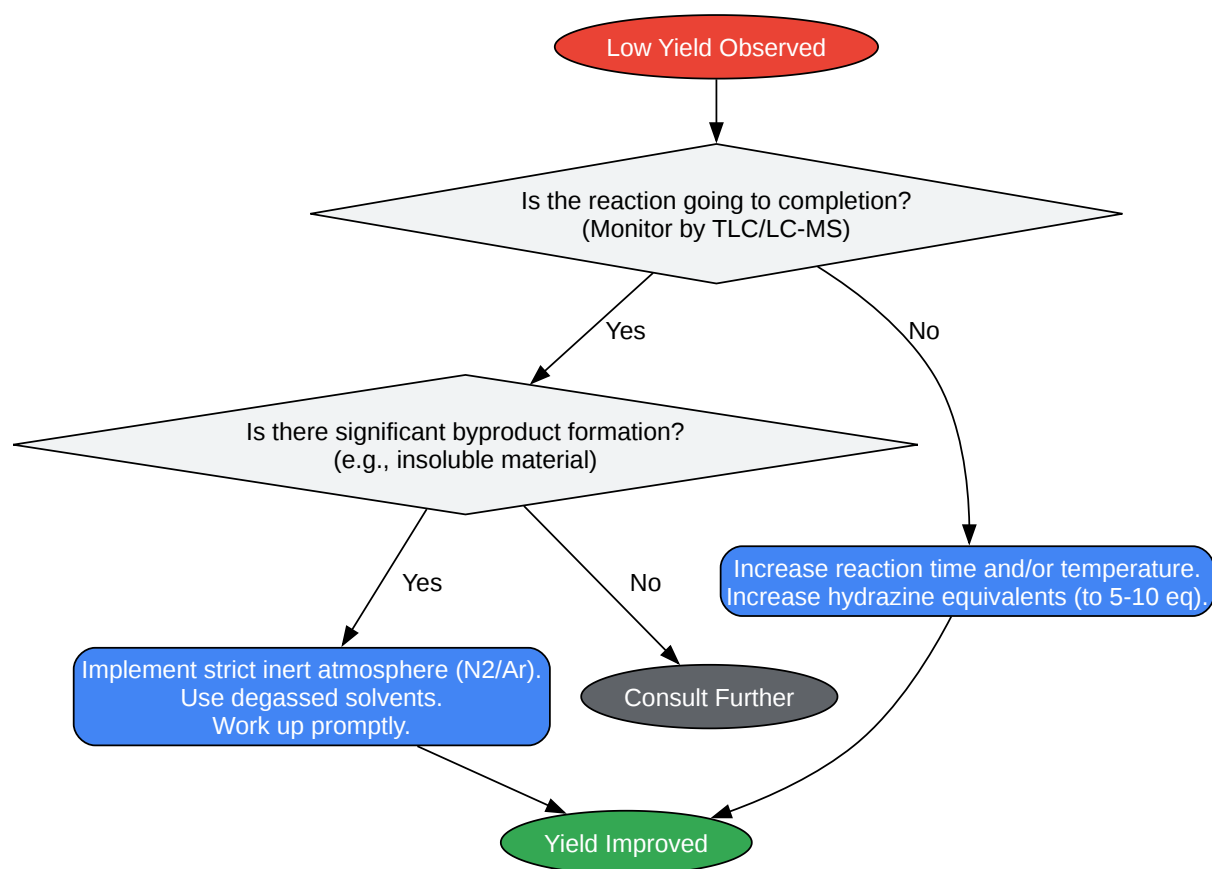 Low Yield Observed
Is the reaction going to completion?
(Monitor by TLC/LC-MS)
Yes
No
Is there significant byproduct formation?
(e.g., insoluble material)
Yes
No
Increase reaction time and/or temperature.
Increase hydrazine equivalents (to 5-10 eq).
Implement strict inert atmosphere (N2/Ar).
Use degassed solvents.
Work up promptly.
Consult Further
Yield Improved